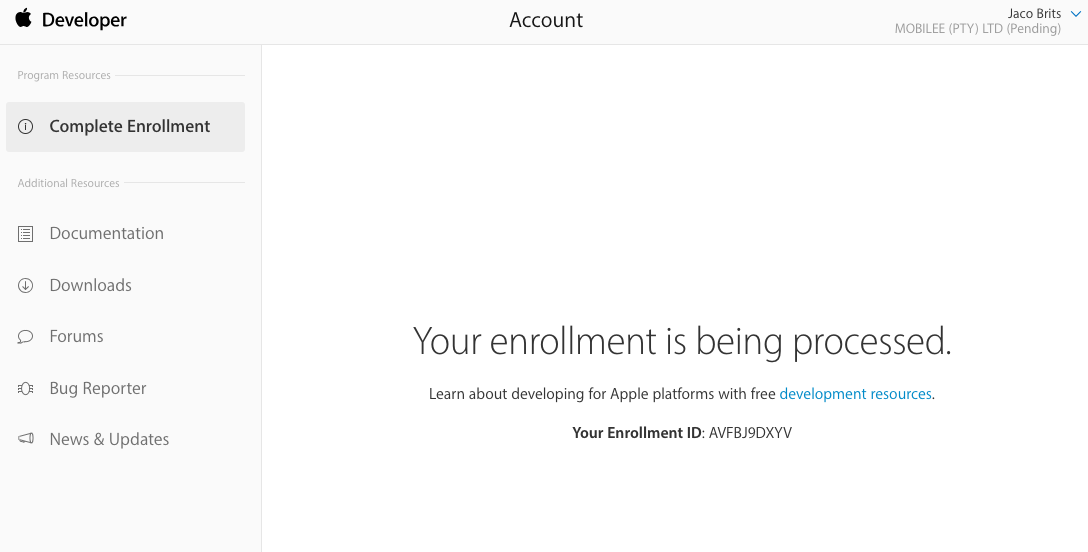 Developer
Account
Jaco Brits
MOBILEE (PTY) LTD (Pending)
Program Resources
Complete Enrollment
Additional Resources
Documentation
Downloads
Forums
Bug Reporter
News & Updates
Your enrollment is being processed.
Learn about developing for Apple platforms with free development resources.
Your Enrollment ID: AVFBJ9DXYV